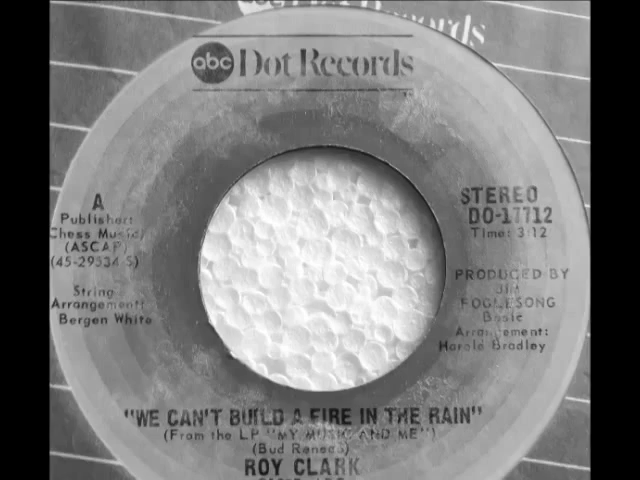 abc Dot Records
A
Publisher:
Chess Music
(ASCAP)
(45-29334 S)
String
Arrangement:
Bergen White
STEREO
DO-17712
Time: 3:12
PRODUCED BY
JIM
FOGLESONG
Basic
Arrangement:
Harold Bradley
"WE CAN'T BUILD A FIRE IN THE RAIN"
(From the LP "MY MUSIC AND ME")
(Bud Reneau)
ROY CLARK